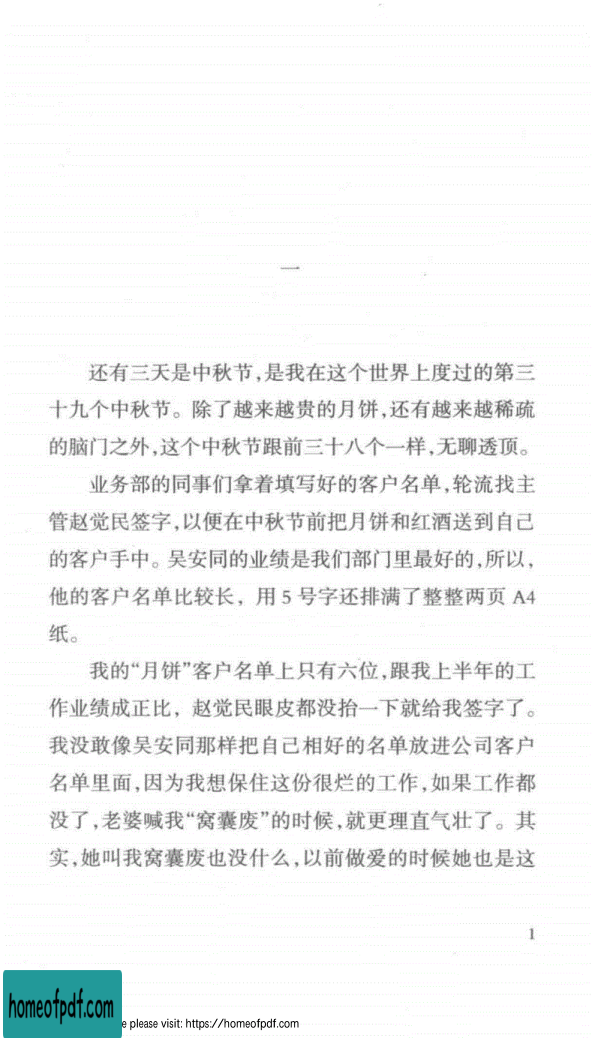 一
还有三天是中秋节,是我在这个世界上度过的第三
十九个中秋节。除了越来越贵的月饼,还有越来越稀疏
的脑门之外,这个中秋节跟前三十八个一样,无聊透顶。
业务部的同事们拿着填写好的客户名单,轮流找主
管赵觉民签字,以便在中秋节前把月饼和红酒送到自己
的客户手中。吴安同的业绩是我们部门里最好的,所以,
他的客户名单比较长，用 5 号字还排满了整整两页 A4
纸。
我的“月饼”客户名单上只有六位,跟我上半年的工
作业绩成正比，赵觉民眼皮都没抬一下就给我签字了。
我没敢像吴安同那样把自己相好的名单放进公司客户
名单里面,因为我想保住这份很烂的工作,如果工作都
没了,老婆喊我“窝囊废”的时候,就更理直气壮了。其
实,她叫我窝囊废也没什么,以前做爱的时候她也是这
1
homeofpdf.com
e please visit: https://homeofpdf.com